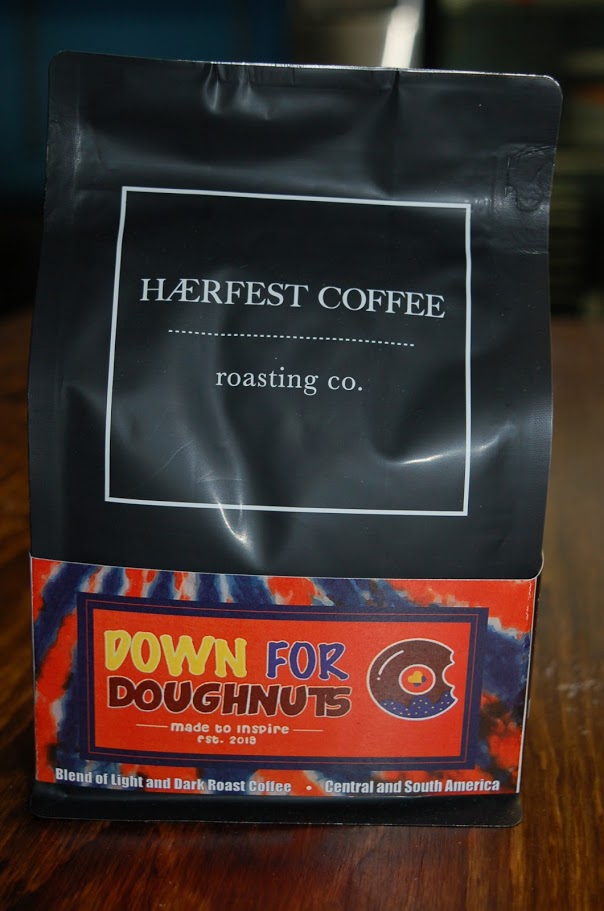 HÆRFEST COFFEE
roasting co.
DOWN FOR
DOUGHNUTS
made to inspire
est. 2018
Blend of Light and Dark Roast Coffee • Central and South America